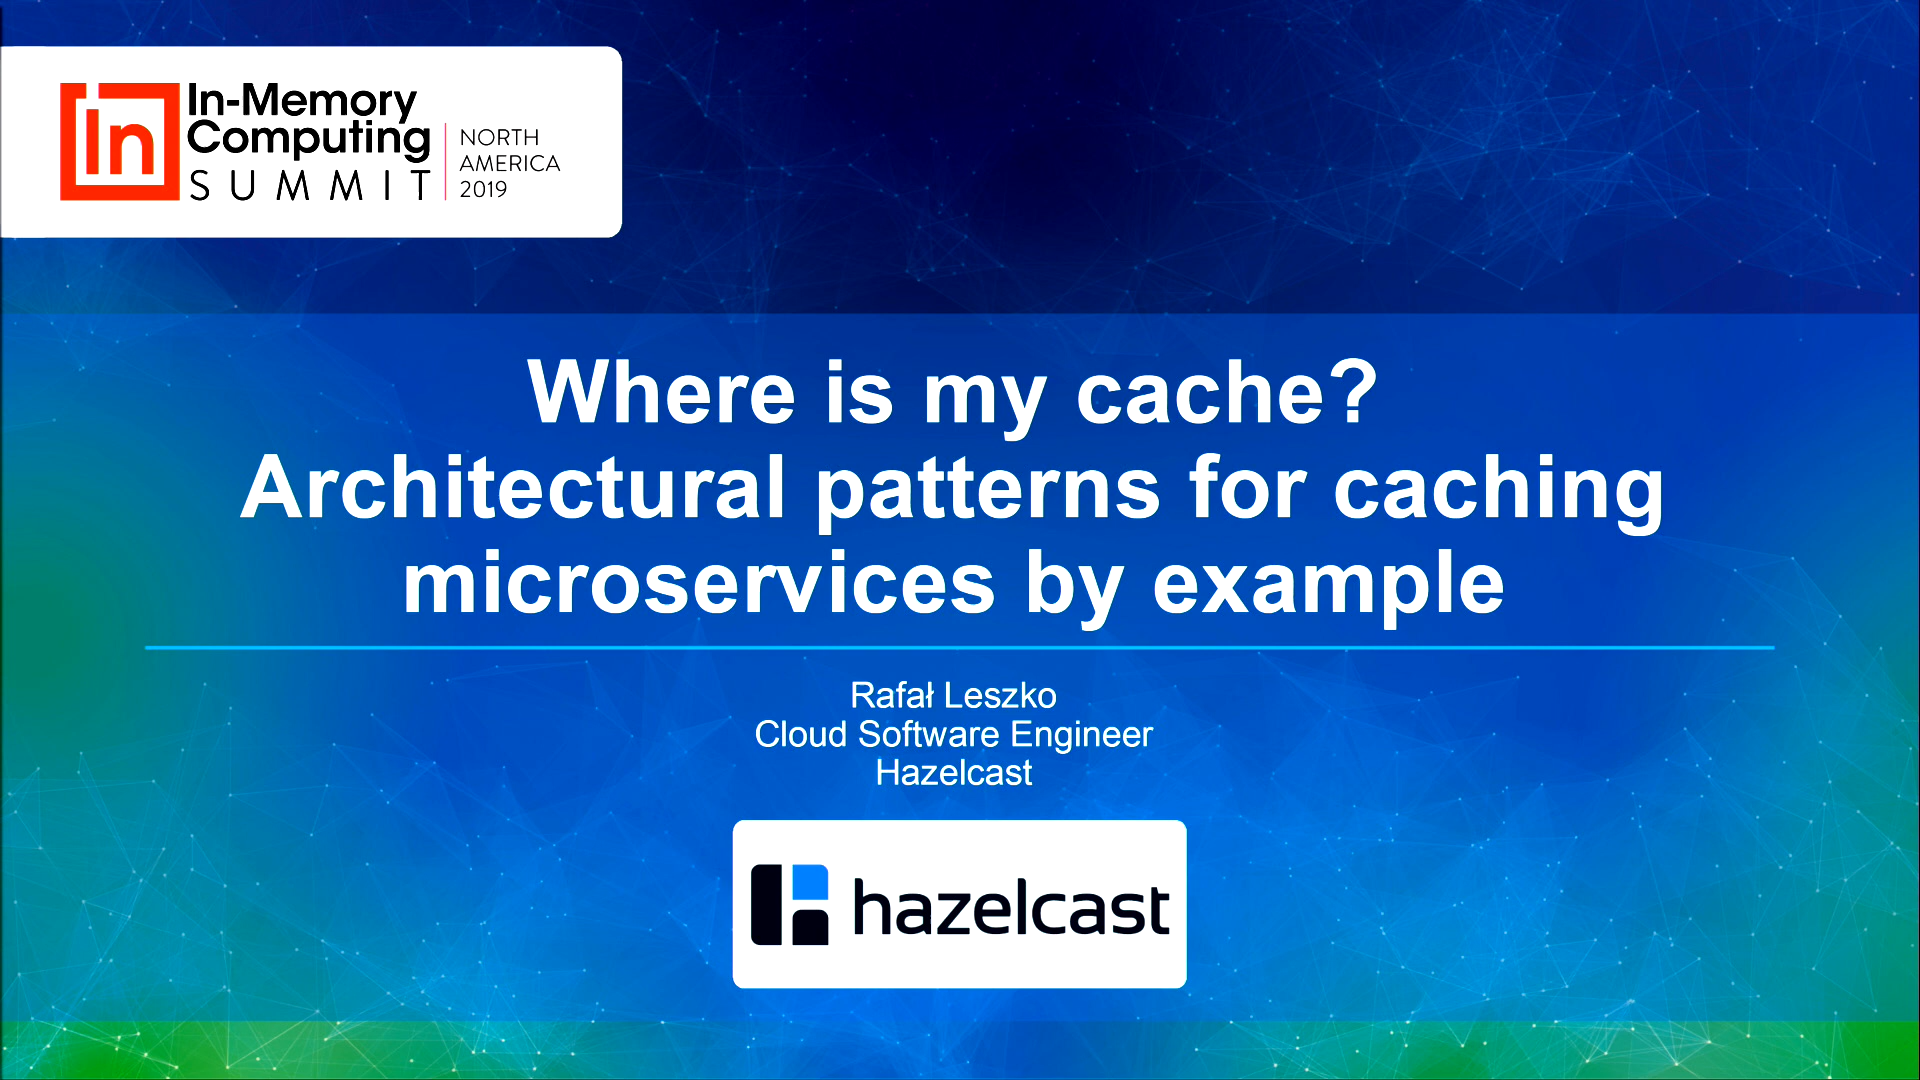 In
In-Memory
Computing
SUMMIT
NORTH
AMERICA
2019
Where is my cache?
Architectural patterns for caching
microservices by example
Rafał Leszko
Cloud Software Engineer
Hazelcast
hazelcast